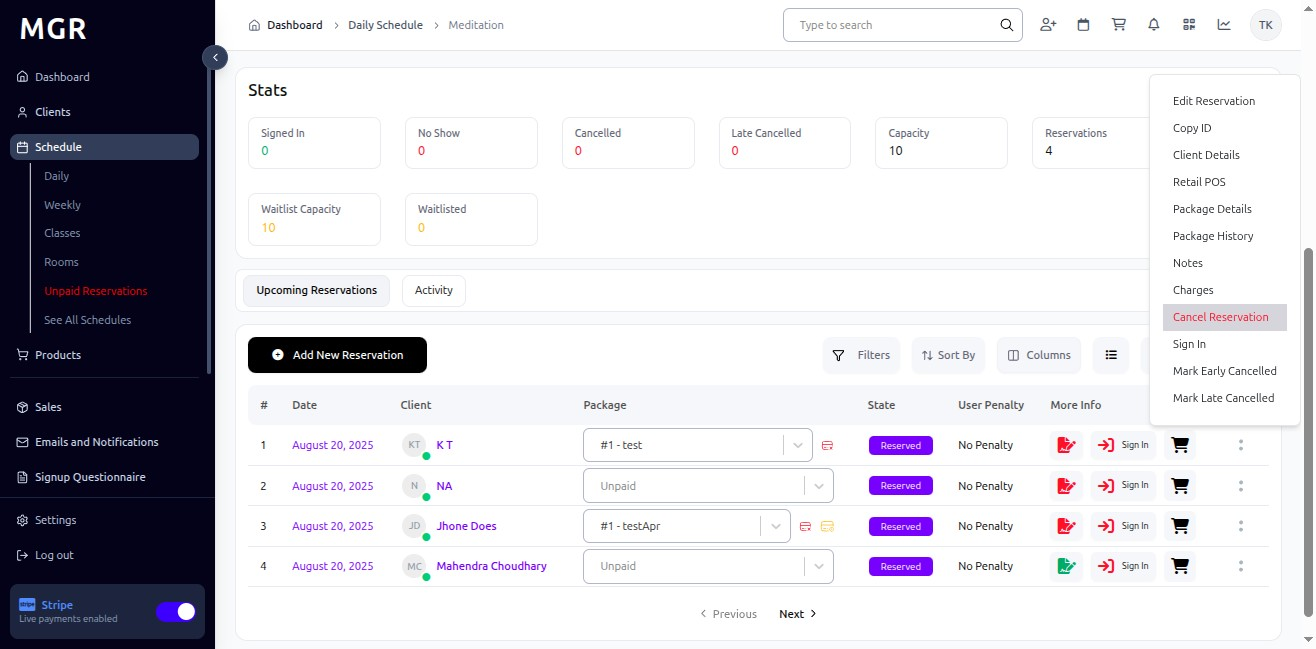 MGR
Dashboard
Clients
Schedule
Daily
Weekly
Classes
Rooms
Unpaid Reservations
See All Schedules
Products
Sales
Emails and Notifications
Signup Questionnaire
Settings
Log out
stripe Stripe
Live payments enabled
Dashboard > Daily Schedule > Meditation
Type to search
TK
Stats
Signed In No Show Cancelled Late Cancelled Capacity Reservations
0 0 0 0 10 4
Waitlist Capacity Waitlisted
10 0
Upcoming Reservations Activity
Add New Reservation Filters Sort By Columns
# Date Client Package State User Penalty More Info
1 August 20, 2025 KT K T #1 - test Reserved No Penalty Sign In
2 August 20, 2025 N NA Unpaid Reserved No Penalty Sign In
3 August 20, 2025 JD Jhone Does #1 - testApr Reserved No Penalty Sign In
4 August 20, 2025 MC Mahendra Choudhary Unpaid Reserved No Penalty Sign In
< Previous Next >
Edit Reservation
Copy ID
Client Details
Retail POS
Package Details
Package History
Notes
Charges
Cancel Reservation
Sign In
Mark Early Cancelled
Mark Late Cancelled